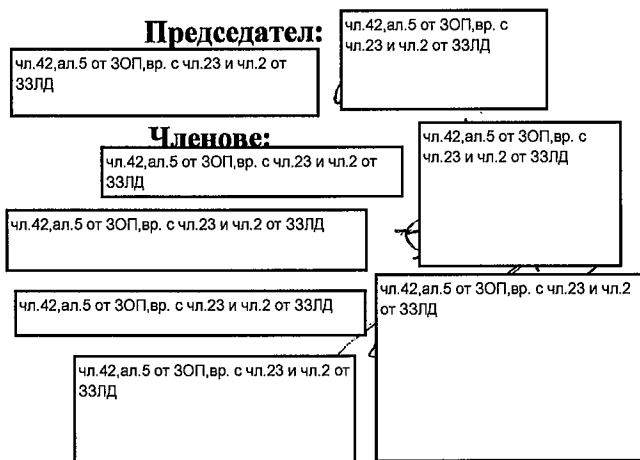 Председател:
чл.42,ал.5 от ЗОП,вр. с
чл.23 и чл.2 от ЗЗЛД
чл.42,ал.5 от ЗОП,вр. с чл.23 и чл.2 от
ЗЗЛД
Членове:
чл.42,ал.5 от ЗОП,вр. с
чл.23 и чл.2 от ЗЗЛД
чл.42,ал.5 от ЗОП,вр. с чл.23 и чл.2 от
ЗЗЛД
чл.42,ал.5 от ЗОП,вр. с чл.23 и чл.2 от ЗЗЛД
чл.42,ал.5 от ЗОП,вр. с чл.23 и чл.2
от ЗЗЛД
чл.42,ал.5 от ЗОП,вр. с чл.23 и чл.2 от ЗЗЛД
чл.42,ал.5 от ЗОП,вр. с чл.23 и чл.2 от
ЗЗЛД